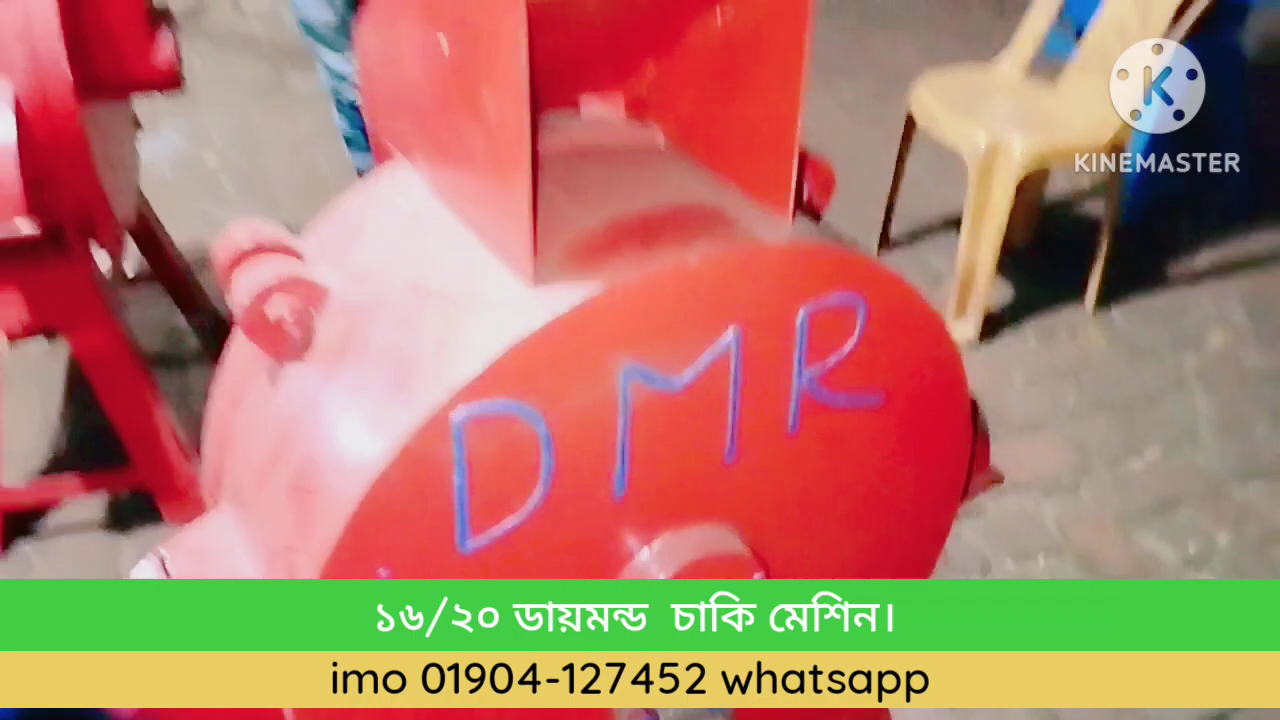 K
KINEMASTER
DMR
১৬/২০ ডায়মন্ড চাকি মেশিন।
imo 01904-127452 whatsapp